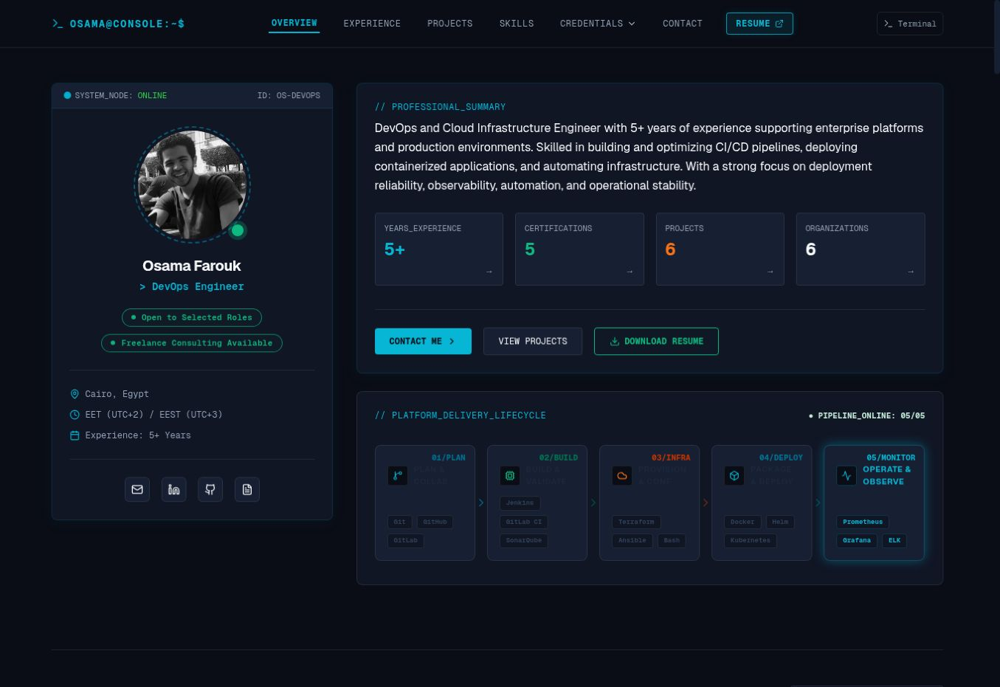 OSAMA@CONSOLE:~$
OVERVIEW
EXPERIENCE
PROJECTS
SKILLS
CREDENTIALS
CONTACT
RESUME
Terminal
SYSTEM_NODE: ONLINE
ID: OS-DEVOPS
Osama Farouk
> DevOps Engineer
Open to Selected Roles
Freelance Consulting Available
Cairo, Egypt
EET (UTC+2) / EEST (UTC+3)
Experience: 5+ Years
// PROFESSIONAL_SUMMARY
DevOps and Cloud Infrastructure Engineer with 5+ years of experience supporting enterprise platforms
and production environments. Skilled in building and optimizing CI/CD pipelines, deploying
containerized applications, and automating infrastructure. With a strong focus on deployment
reliability, observability, automation, and operational stability.
YEARS_EXPERIENCE
5+
→
CERTIFICATIONS
5
→
PROJECTS
6
→
ORGANIZATIONS
6
→
CONTACT ME
VIEW PROJECTS
DOWNLOAD RESUME
// PLATFORM_DELIVERY_LIFECYCLE
● PIPELINE_ONLINE: 05/05
01/PLAN
PLAN &
COLLAB
Git
GitHub
GitLab
02/BUILD
BUILD &
VALIDATE
Jenkins
GitLab CI
SonarQube
03/INFRA
PROVISION
& CONF
Terraform
Ansible
Bash
04/DEPLOY
PACKAGE
& DEPLOY
Docker
Helm
Kubernetes
05/MONITOR
OPERATE &
OBSERVE
Prometheus
Grafana
ELK